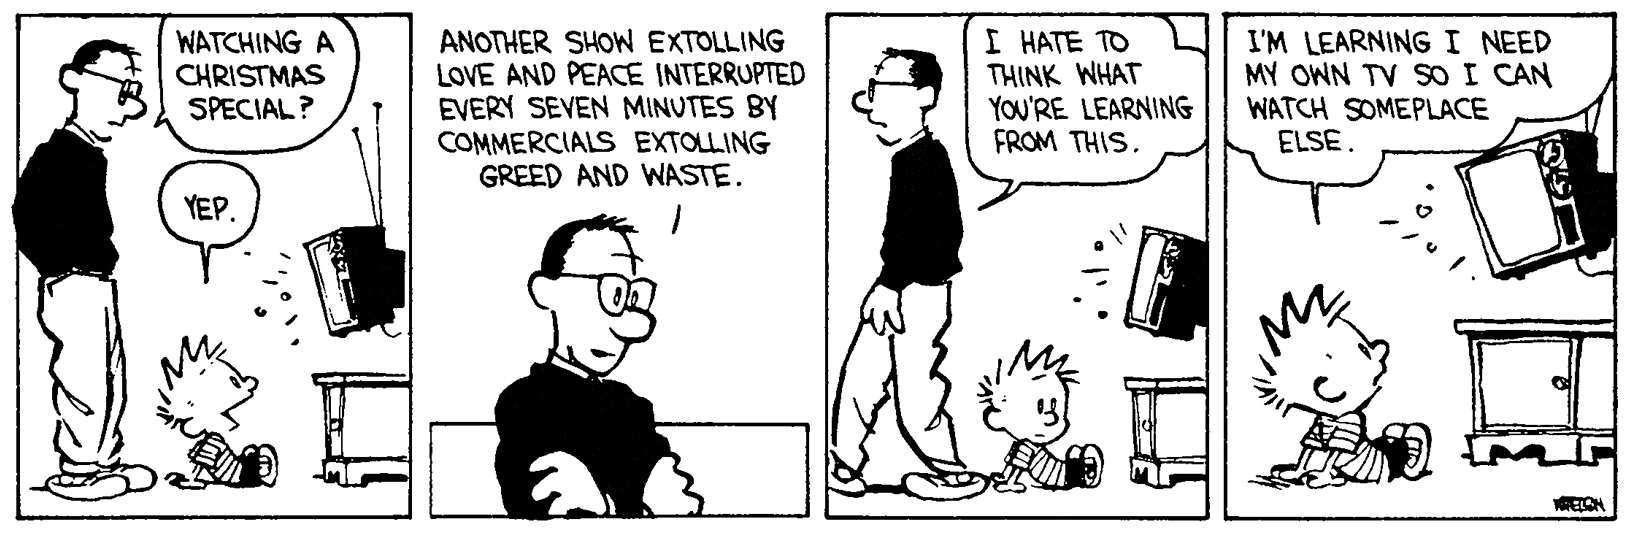 WATCHING A
CHRISTMAS
SPECIAL?
YEP.
ANOTHER SHOW EXTOLLING
LOVE AND PEACE INTERRUPTED
EVERY SEVEN MINUTES BY
COMMERCIALS EXTOLLING
GREED AND WASTE.
I HATE TO
THINK WHAT
YOU'RE LEARNING
FROM THIS.
I'M LEARNING I NEED
MY OWN TV SO I CAN
WATCH SOMEPLACE
ELSE.